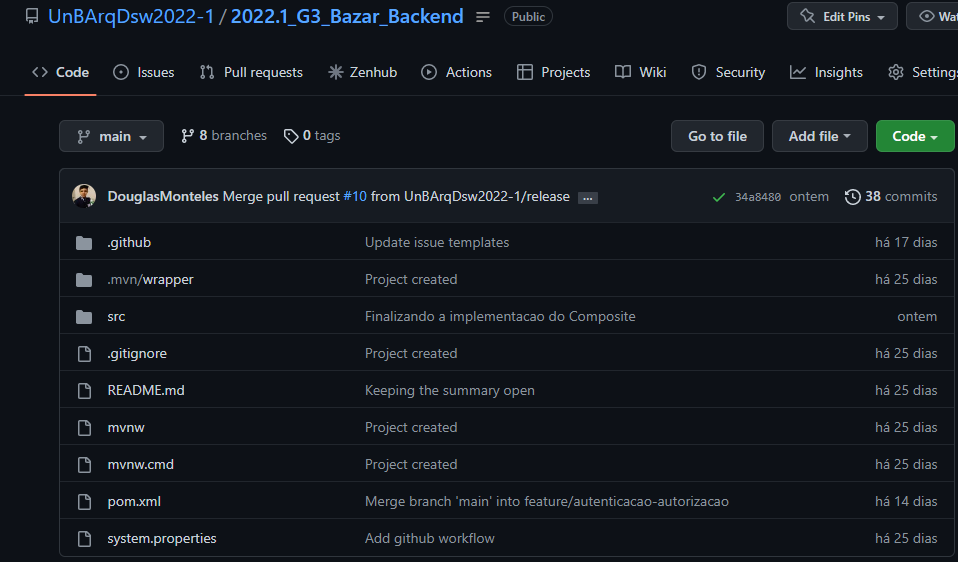 UnBArqDsw2022-1 / 2022.1_G3_Bazar_Backend Public Edit Pins
Code Issues Pull requests Zenhub Actions Projects Wiki Security Insights
main 8 branches 0 tags Go to file Add file Code
DouglasMonteles Merge pull request #10 from UnBArqDsw2022-1/release ... 34a8480 ontem 38 commits
.github Update issue templates há 17 dias
.mvn/wrapper Project created há 25 dias
src Finalizando a implementacao do Composite ontem
.gitignore Project created há 25 dias
README.md Keeping the summary open há 25 dias
mvnw Project created há 25 dias
mvnw.cmd Project created há 25 dias
pom.xml Merge branch 'main' into feature/autenticacao-autorizacao há 14 dias
system.properties Add github workflow há 25 dias